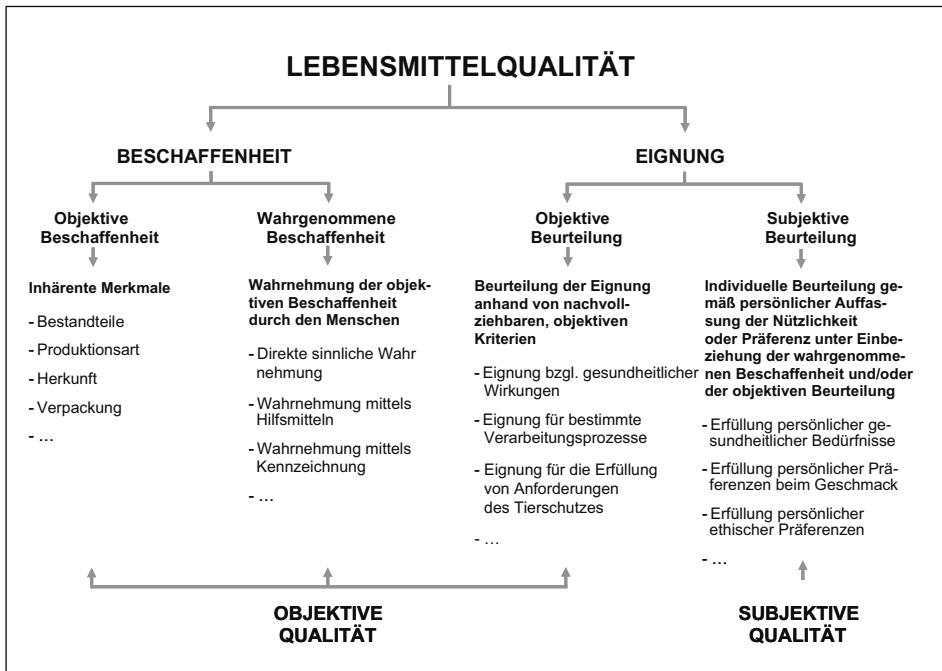 LEBENSMITTELQUALITÄT
BESCHAFFENHEIT
EIGNUNG
Objektive
Beschaffenheit
Wahrgenommene
Beschaffenheit
Objektive
Beurteilung
Subjektive
Beurteilung
Inhärente Merkmale
- Bestandteile
- Produktionsart
- Herkunft
- Verpackung
- ...
Wahrnehmung der objek-
tiven Beschaffenheit
durch den Menschen
- Direkte sinnliche Wahr
nehmung
- Wahrnehmung mittels
Hilfsmitteln
- Wahrnehmung mittels
Kennzeichnung
- ...
Beurteilung der Eignung
anhand von nachvoll-
ziehbaren, objektiven
Kriterien
- Eignung bzgl. gesundheitlicher
Wirkungen
- Eignung für bestimmte
Verarbeitungsprozesse
- Eignung für die Erfüllung
von Anforderungen
des Tierschutzes
- ...
Individuelle Beurteilung ge-
mäß persönlicher Auffas-
sung der Nützlichkeit
oder Präferenz unter Einbe-
ziehung der wahrgenomme-
nen Beschaffenheit und/oder
der objektiven Beurteilung
- Erfüllung persönlicher ge-
sundheitlicher Bedürfnisse
- Erfüllung persönlicher Prä-
ferenzen beim Geschmack
- Erfüllung persönlicher
ethischer Präferenzen
- ...
OBJEKTIVE
QUALITÄT
SUBJEKTIVE
QUALITÄT